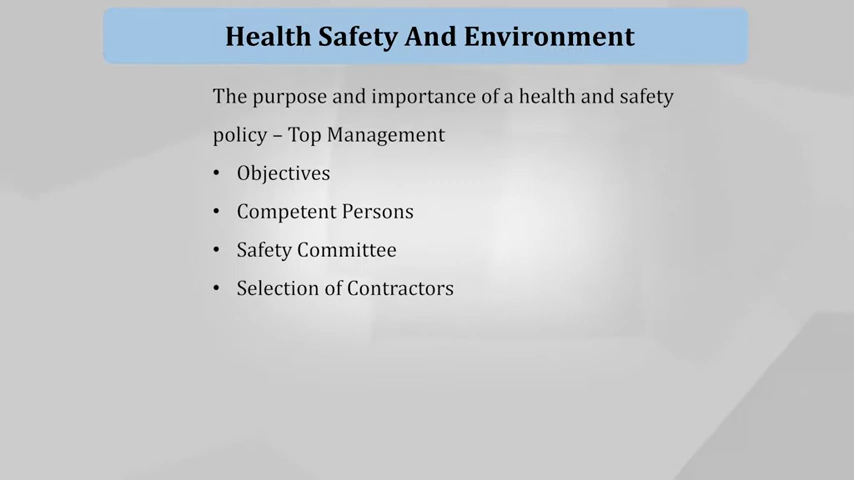 Health Safety And Environment
The purpose and importance of a health and safety
policy – Top Management
• Objectives
• Competent Persons
• Safety Committee
• Selection of Contractors